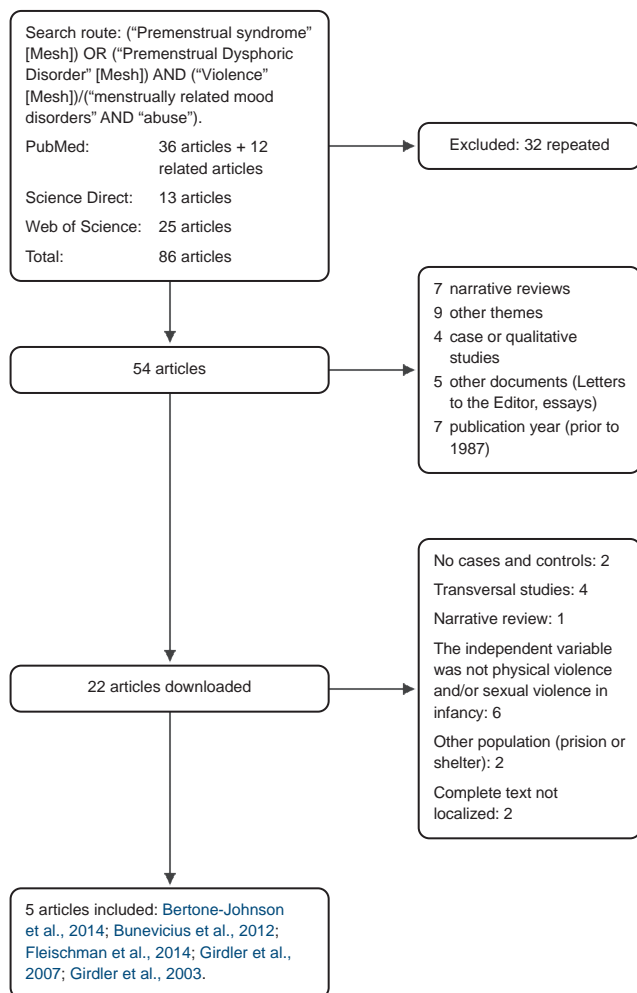 Search route: (“Premenstrual syndrome”
[Mesh]) OR (“Premenstrual Dysphoric
Disorder” [Mesh]) AND (“Violence”
[Mesh])/(“menstrually related mood
disorders” AND “abuse”).
PubMed: 36 articles + 12
related articles
Science Direct: 13 articles
Web of Science: 25 articles
Total: 86 articles
Excluded: 32 repeated
54 articles
7 narrative reviews
9 other themes
4 case or qualitative
studies
5 other documents (Letters
to the Editor, essays)
7 publication year (prior to
1987)
22 articles downloaded
No cases and controls: 2
Transversal studies: 4
Narrative review: 1
The independent variable
was not physical violence
and/or sexual violence in
infancy: 6
Other population (prision or
shelter): 2
Complete text not
localized: 2
5 articles included: Bertone-Johnson
et al., 2014; Bunevicius et al., 2012;
Fleischman et al., 2014; Girdler et al.,
2007; Girdler et al., 2003.